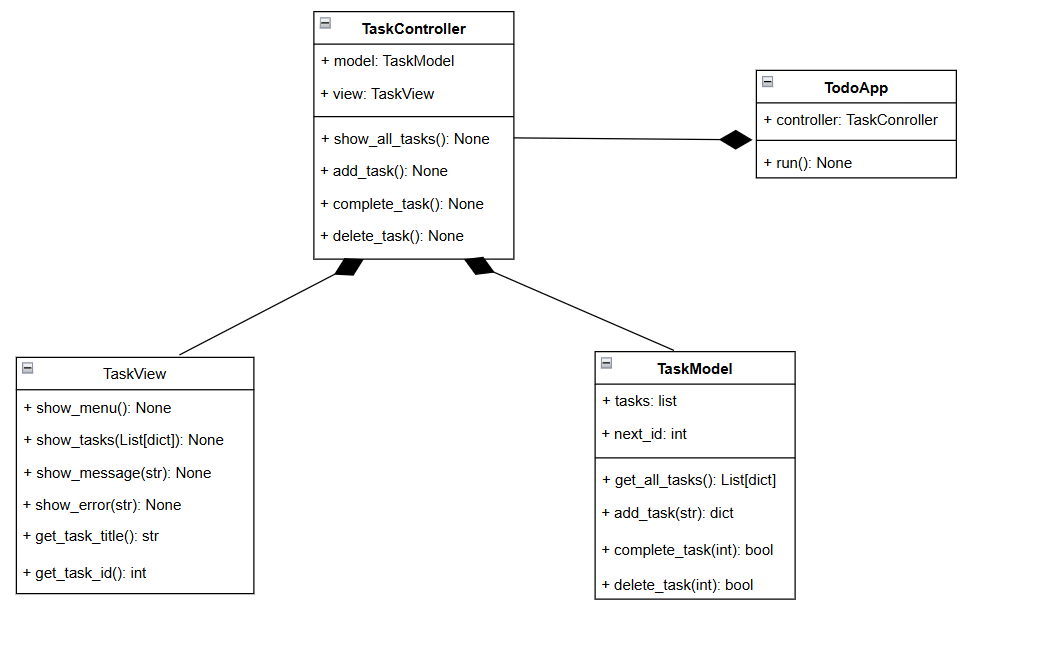 TaskController
+ model: TaskModel
+ view: TaskView
+ show_all_tasks(): None
+ add_task(): None
+ complete_task(): None
+ delete_task(): None
TodoApp
+ controller: TaskConroller
+ run(): None
TaskView
+ show_menu(): None
+ show_tasks(List[dict]): None
+ show_message(str): None
+ show_error(str): None
+ get_task_title(): str
+ get_task_id(): int
TaskModel
+ tasks: list
+ next_id: int
+ get_all_tasks(): List[dict]
+ add_task(str): dict
+ complete_task(int): bool
+ delete_task(int): bool